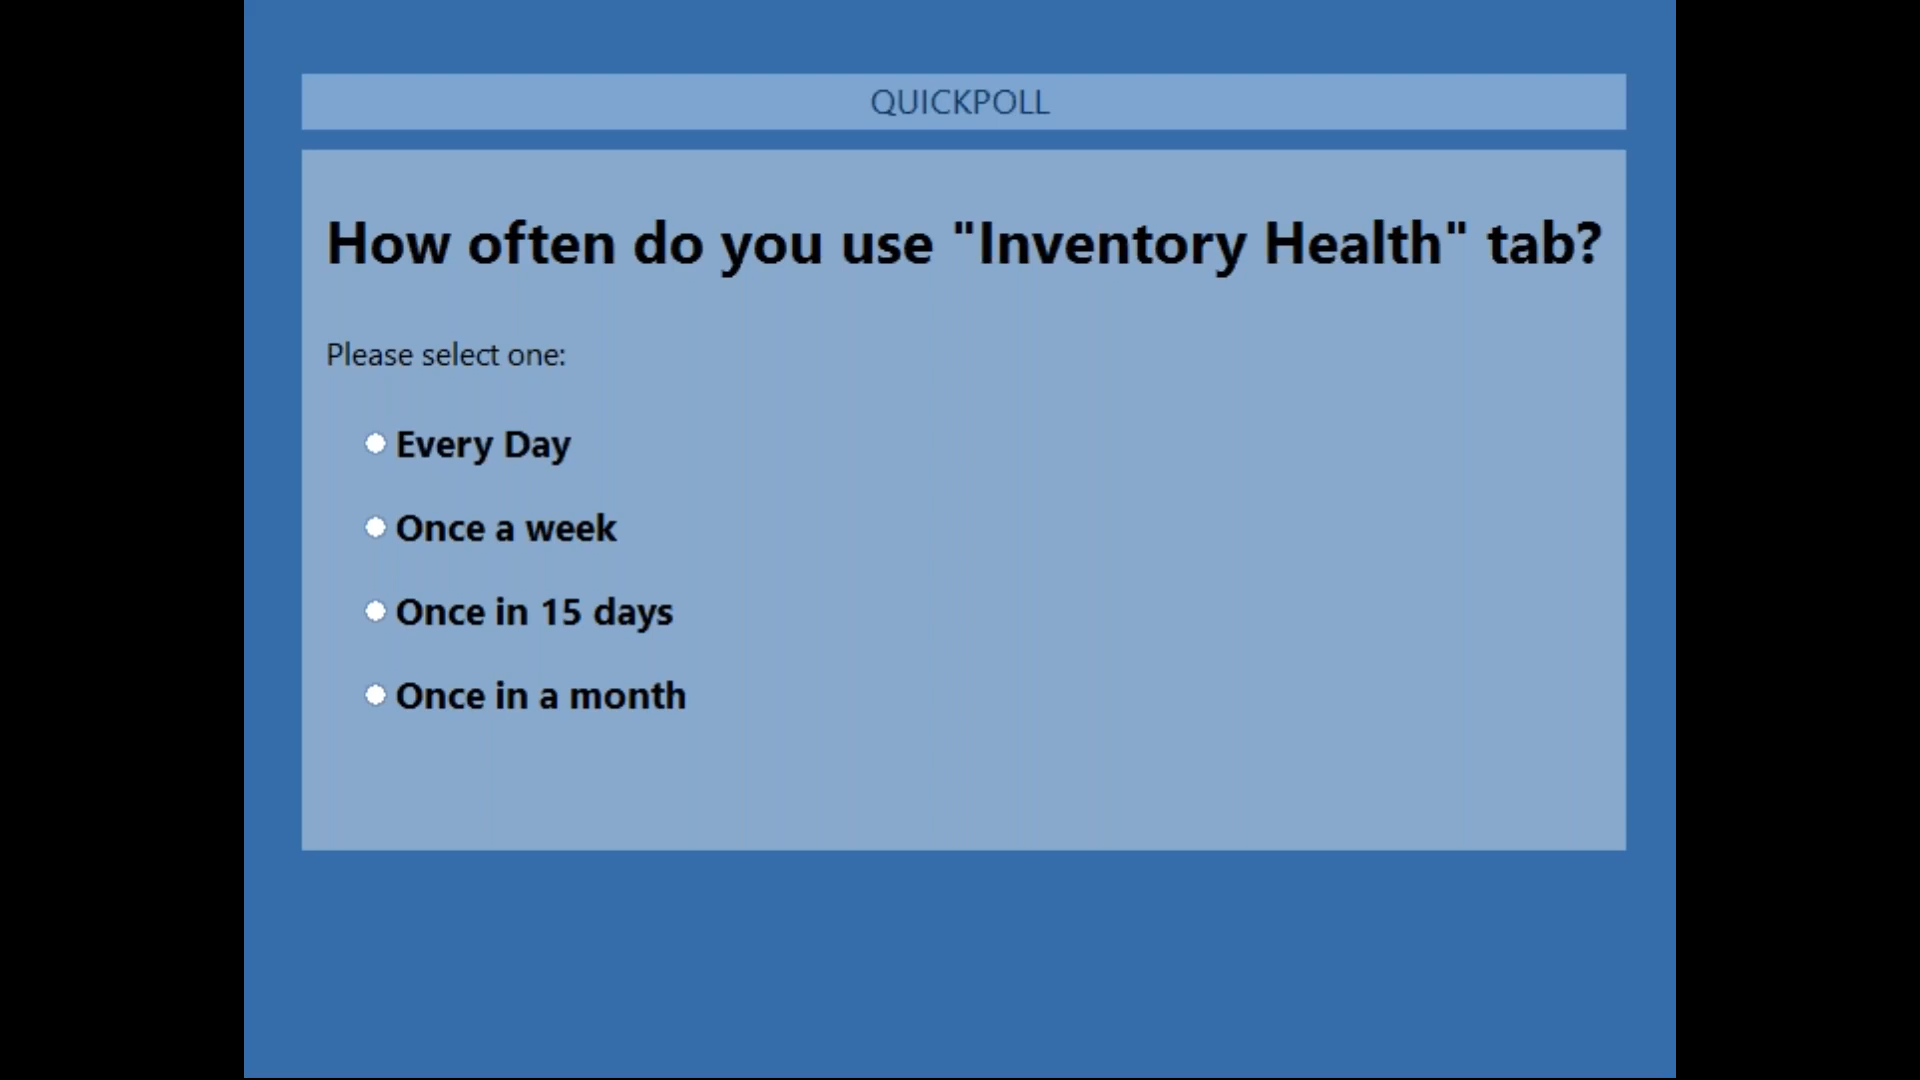 QUICKPOLL
How often do you use "Inventory Health" tab?
Please select one:
Every Day
Once a week
Once in 15 days
Once in a month